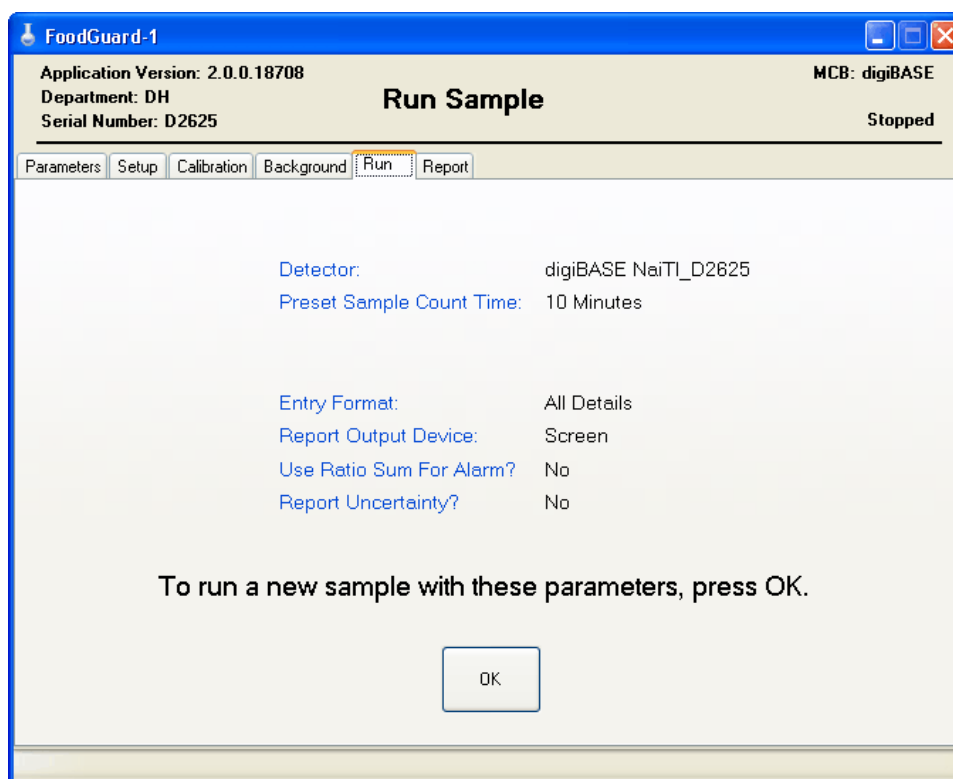 FoodGuard-1
Application Version: 2.0.0.18708
MCB: digiBASE
Department: DH
Run Sample
Serial Number: D2625
Stopped
Parameters Setup Calibration Background Run Report
Detector: digiBASE NaiTl_D2625
Preset Sample Count Time: 10 Minutes
Entry Format: All Details
Report Output Device: Screen
Use Ratio Sum For Alarm? No
Report Uncertainty? No
To run a new sample with these parameters, press OK.
OK